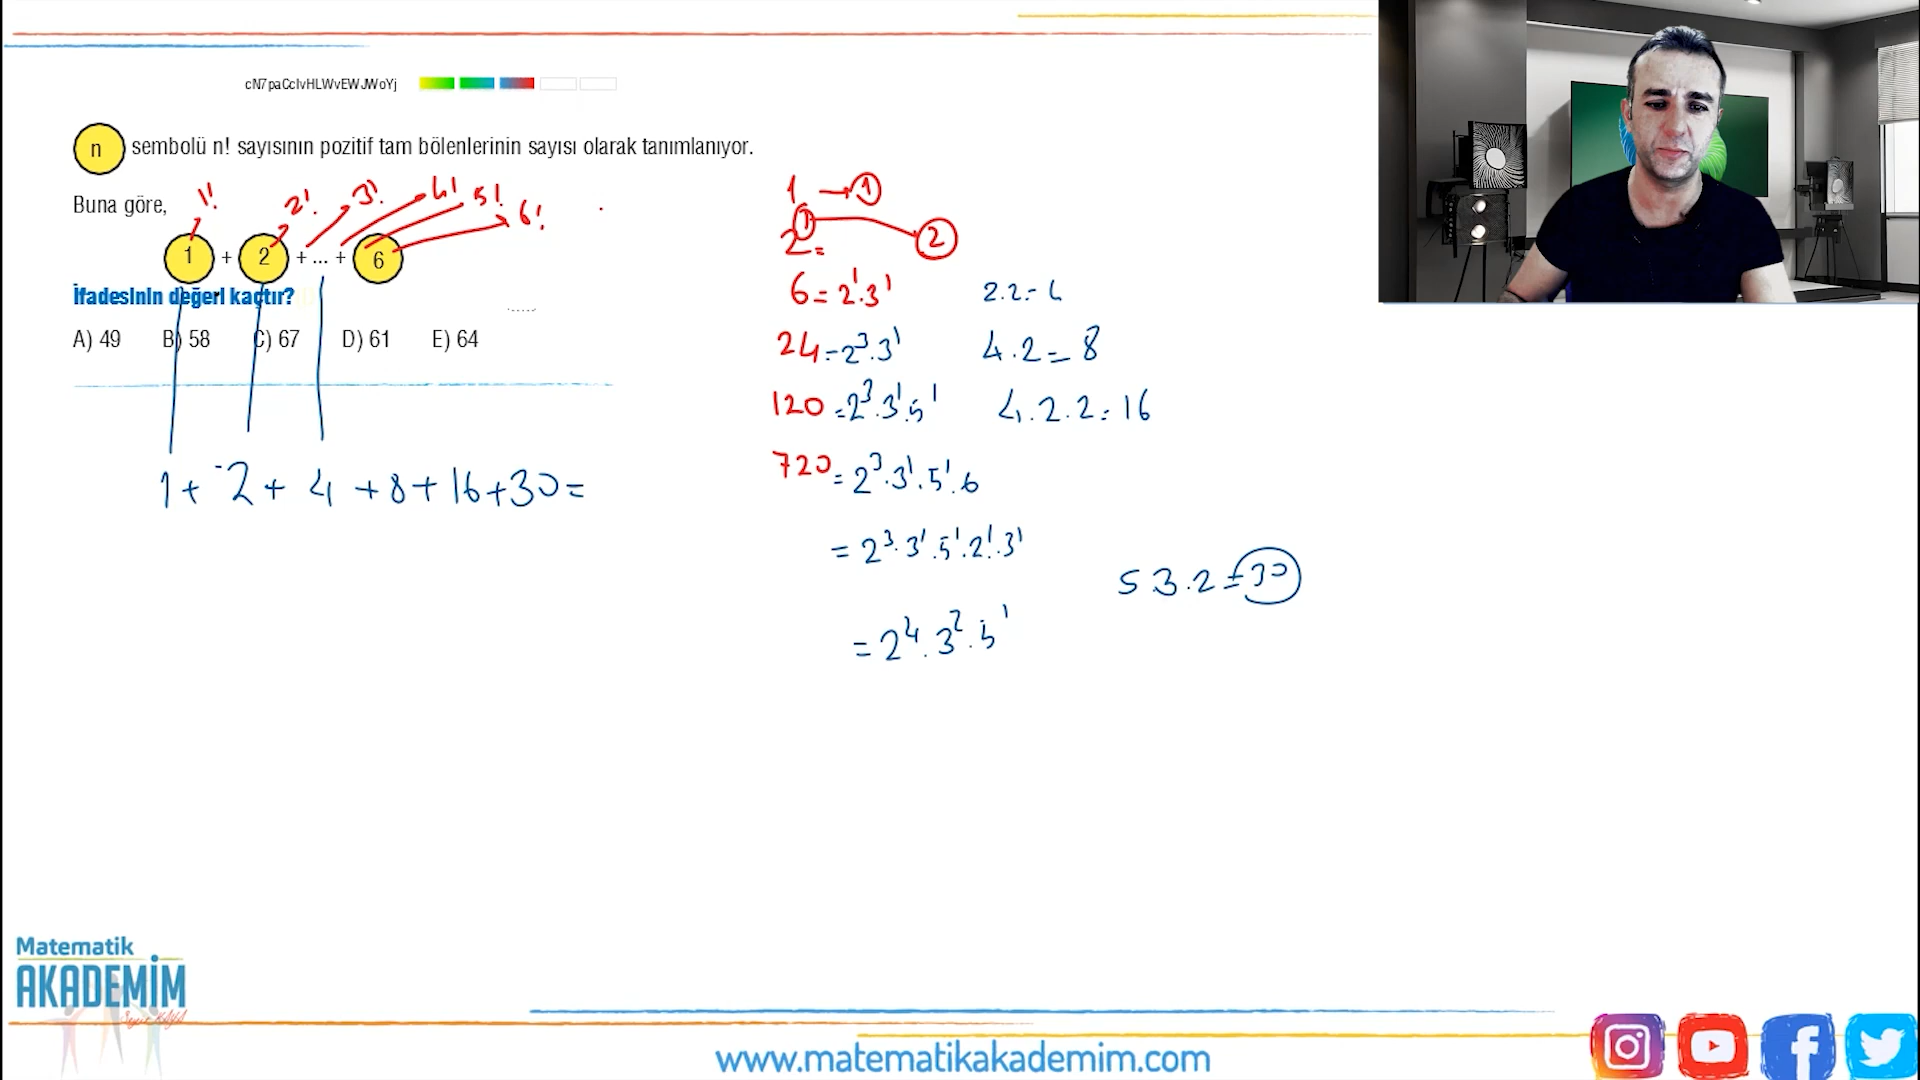 cN7paCcIvHLWvEWJWoYj
n sembolü n! sayısının pozitif tam bölenlerinin sayısı olarak tanımlanıyor.
1! 2! 3! 4! 5! 6!
Buna göre,
1 + 2 + ... + 6
İfadesinin değeri kaçtır?
A) 49 B) 58 C) 67 D) 61 E) 64
1 + 2 + 4 + 8 + 16 + 30 =
1 → 1
2¹ = 2
6 = 2¹.3¹ 2.2 = 4
24 = 2³.3¹ 4.2 = 8
120 = 2³.3¹.5¹ 4.2.2 = 16
720 = 2³.3¹.5¹.6
= 2³.3¹.5¹.2¹.3¹
5.3.2 = 30
= 2⁴.3².5¹
Matematik
AKADEMİM
www.matematikakademim.com